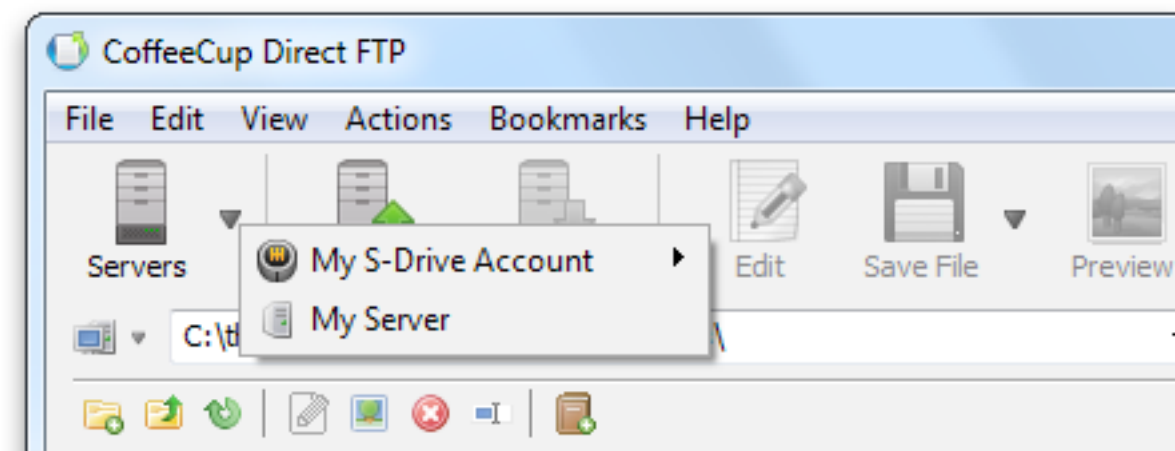 CoffeeCup Direct FTP
File Edit View Actions Bookmarks Help
Servers Edit Save File Preview
My S-Drive Account
My Server
C:\